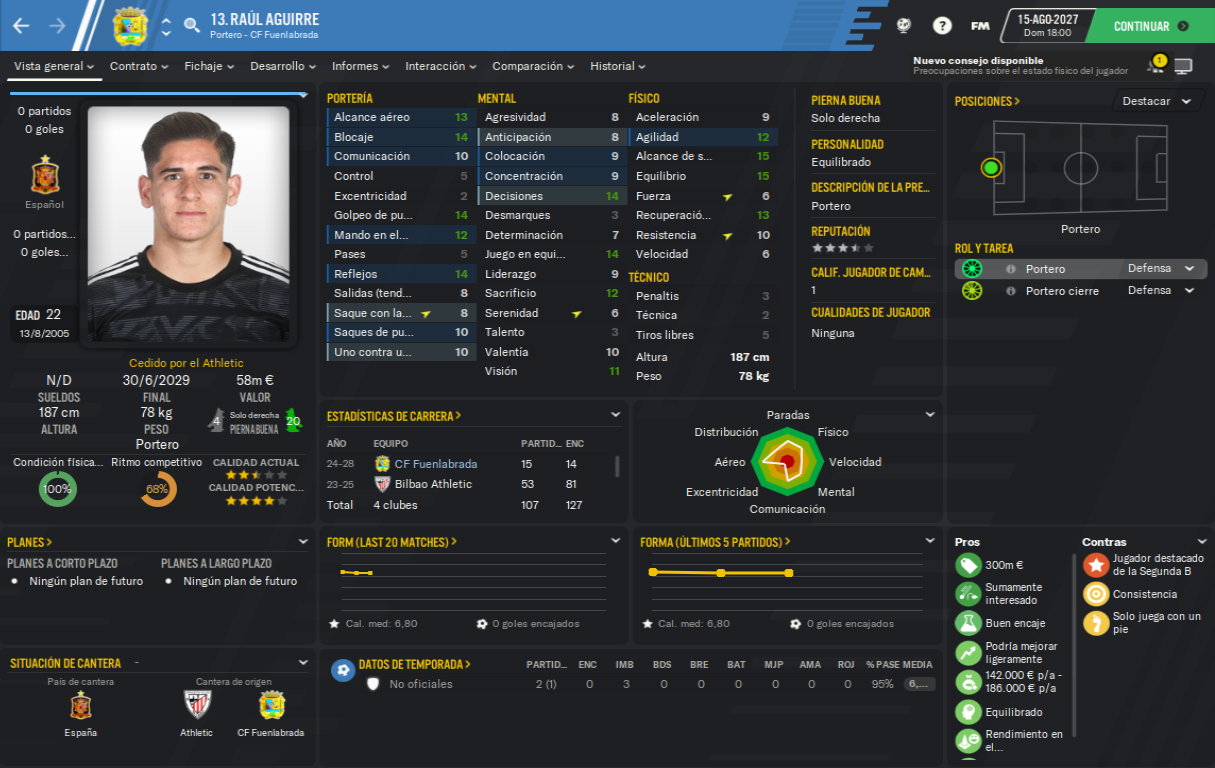 13. RAÚL AGUIRRE
Portero - CF Fuenlabrada
?
FM
15-AGO-2027
Dom 18:00
CONTINUAR
Vista general
Contrato
Fichaje
Desarrollo
Informes
Interacción
Comparación
Historial
Nuevo consejo disponible
Preocupaciones sobre el estado físico del jugador
1
0 partidos
0 goles
Español
0 partidos...
0 goles...
EDAD 22
13/8/2005
Cedido por el Athletic
N/D 30/6/2029 58m €
SUELDOS FINAL VALOR
187 cm 78 kg 4 Solo derecha 20
ALTURA PESO PIERNA BUENA
Portero
Condición física... Ritmo competitivo CALIDAD ACTUAL
100% 68%
CALIDAD POTENC...
PORTERÍA
Alcance aéreo 13
Blocaje 14
Comunicación 10
Control 5
Excentricidad 2
Golpeo de pu... 14
Mando en el... 12
Pases 5
Reflejos 14
Salidas (tend... 8
Saque con la... 8
Saques de pu... 10
Uno contra u... 10
MENTAL
Agresividad 8
Anticipación 8
Colocación 9
Concentración 9
Decisiones 14
Desmarques 3
Determinación 7
Juego en equi... 14
Liderazgo 9
Sacrificio 12
Serenidad 6
Talento 3
Valentía 10
Visión 11
FÍSICO
Aceleración 9
Agilidad 12
Alcance de s... 15
Equilibrio 15
Fuerza 6
Recuperació... 13
Resistencia 10
Velocidad 6
TÉCNICO
Penaltis 3
Técnica 2
Tiros libres 5
Altura 187 cm
Peso 78 kg
PIERNA BUENA
Solo derecha
PERSONALIDAD
Equilibrado
DESCRIPCIÓN DE LA PRE...
Portero
REPUTACIÓN
CALIF. JUGADOR DE CAM...
1
CUALIDADES DE JUGADOR
Ninguna
POSICIONES >
Destacar
Portero
ROL Y TAREA
Portero Defensa
Portero cierre Defensa
ESTADÍSTICAS DE CARRERA >
AÑO EQUIPO PARTID... ENC
24-28 CF Fuenlabrada 15 14
23-25 Bilbao Athletic 53 81
Total 4 clubes 107 127
Paradas
Distribución Físico
Aéreo Velocidad
Excentricidad Mental
Comunicación
PLANES >
PLANES A CORTO PLAZO PLANES A LARGO PLAZO
Ningún plan de futuro Ningún plan de futuro
FORM (LAST 20 MATCHES) >
Cal. med: 6,80 0 goles encajados
FORMA (ÚLTIMOS 5 PARTIDOS) >
Cal. med: 6,80 0 goles encajados
Pros
300m €
Sumamente
interesado
Buen encaje
Podría mejorar
ligeramente
142.000 € p/a -
186.000 € p/a
Equilibrado
Rendimiento en
el...
Contras
Jugador destacado
de la Segunda B
Consistencia
Solo juega con un
pie
SITUACIÓN DE CANTERA -
País de cantera Cantera de origen
España Athletic CF Fuenlabrada
DATOS DE TEMPORADA > PARTID... ENC IMB BDS BRE BAT MJP AMA ROJ % PASE MEDIA
No oficiales 2 (1) 0 3 0 0 0 0 0 0 95% 6,...